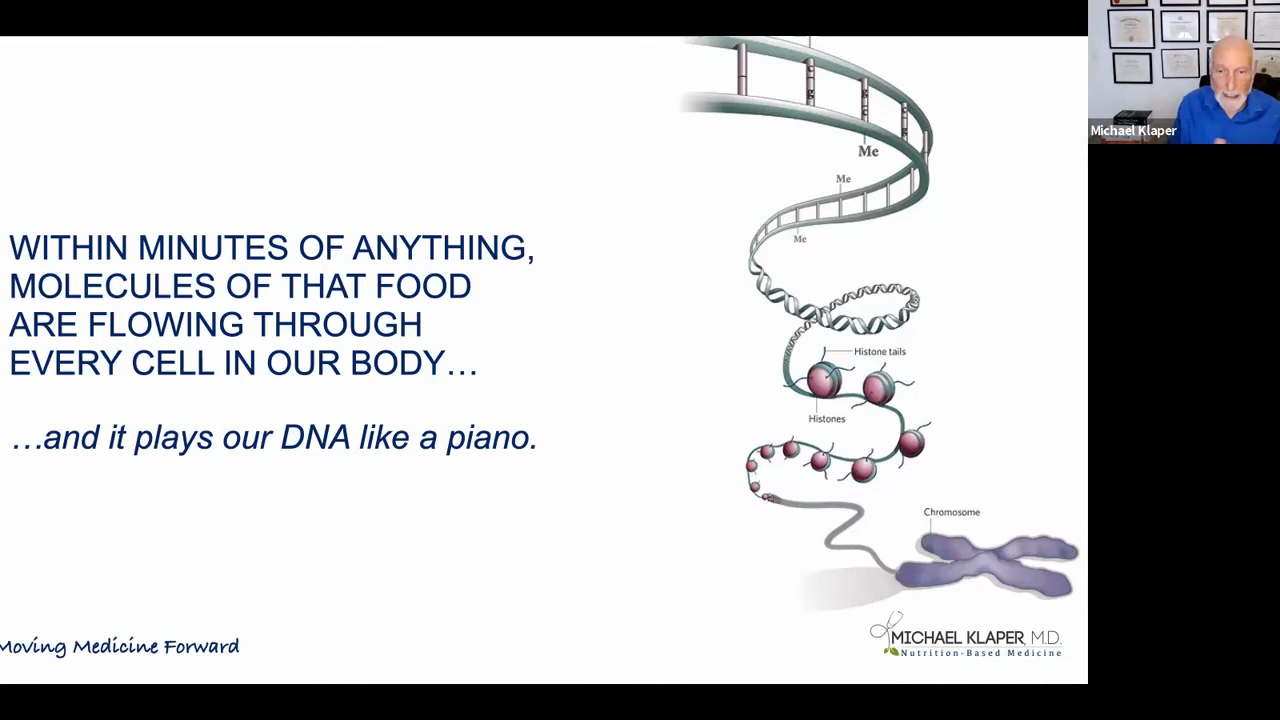 WITHIN MINUTES OF ANYTHING,
MOLECULES OF THAT FOOD
ARE FLOWING THROUGH
EVERY CELL IN OUR BODY…
…and it plays our DNA like a piano.
Me
Me
Me
Histone tails
Histones
Chromosome
Moving Medicine Forward
MICHAEL KLAPER, M.D.
Nutrition-Based Medicine
Michael Klaper